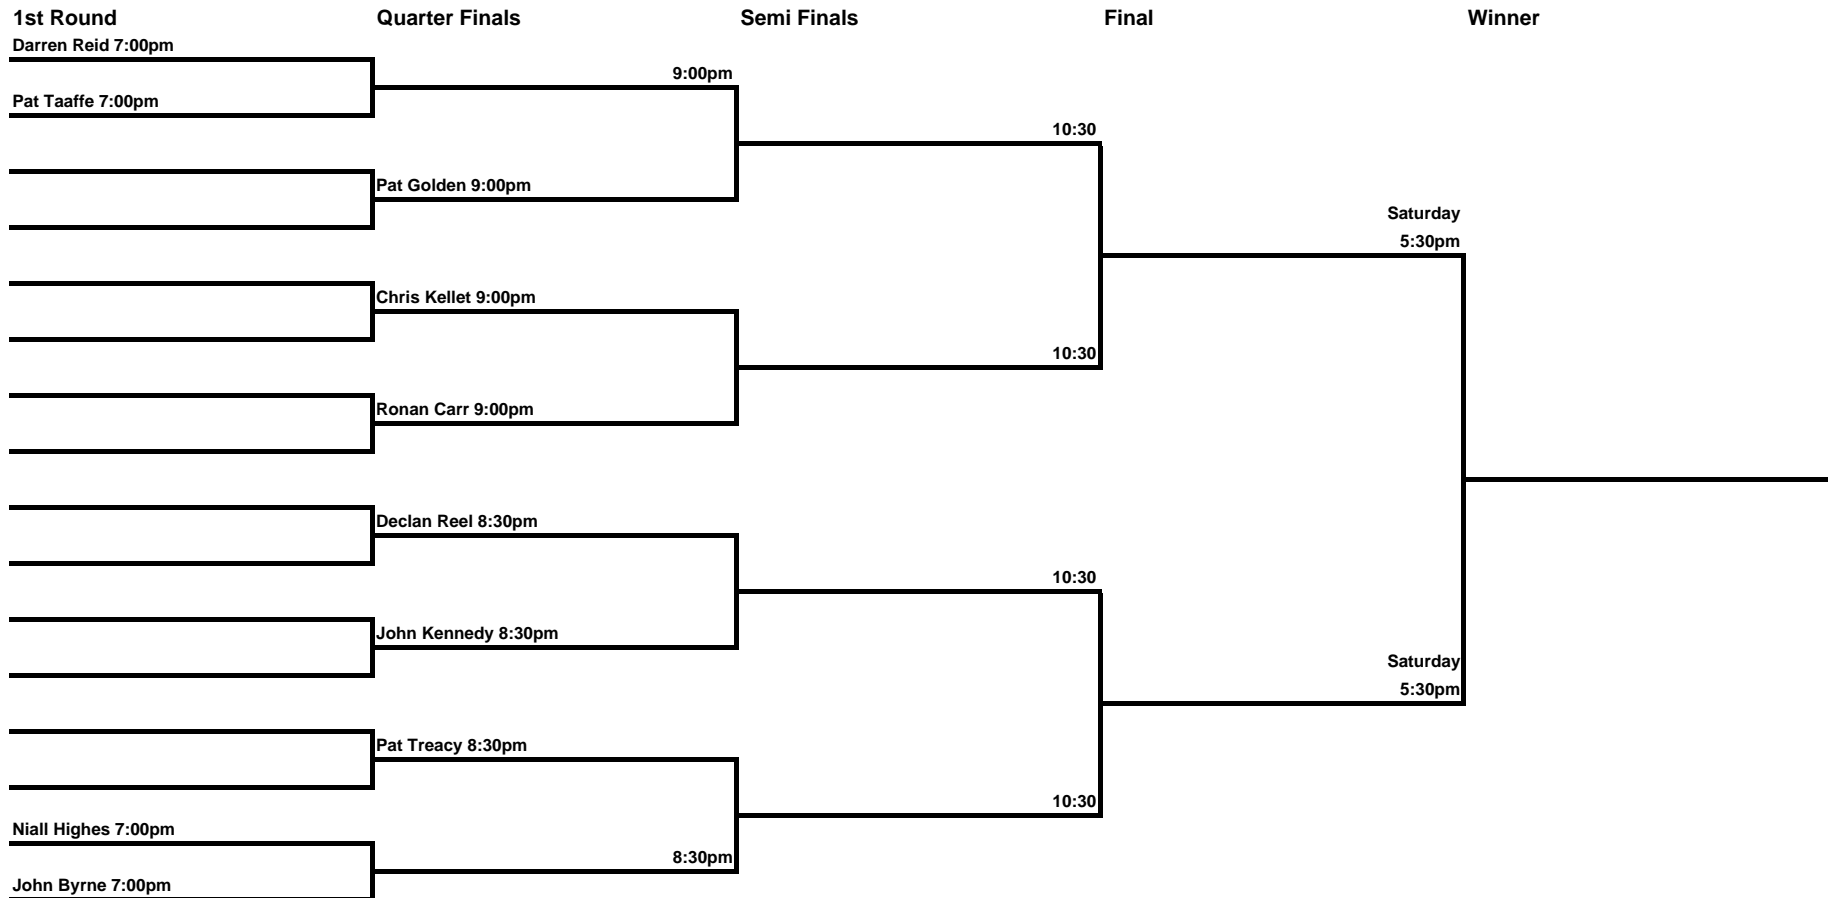 1st Round
Quarter Finals
Semi Finals
Final
Winner
Darren Reid 7:00pm
9:00pm
Pat Taaffe 7:00pm
10:30
Pat Golden 9:00pm
Saturday
5:30pm
Chris Kellet 9:00pm
10:30
Ronan Carr 9:00pm
Declan Reel 8:30pm
10:30
John Kennedy 8:30pm
Saturday
5:30pm
Pat Treacy 8:30pm
10:30
Niall Highes 7:00pm
8:30pm
John Byrne 7:00pm